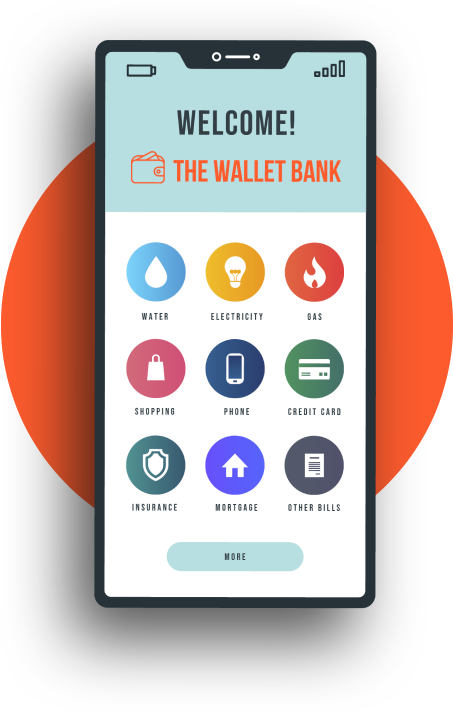 WELCOME!
THE WALLET BANK
WATER
ELECTRICITY
GAS
SHOPPING
PHONE
CREDIT CARD
INSURANCE
MORTGAGE
OTHER BILLS
MORE